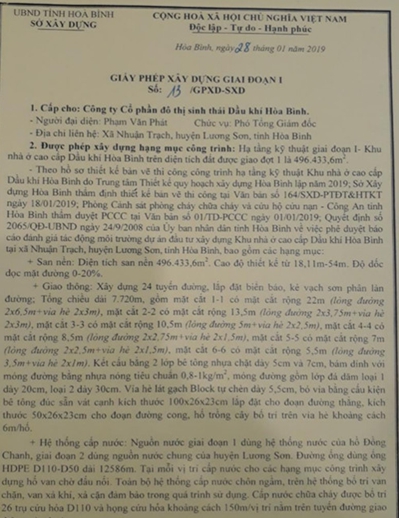 UBND TỈNH HOÀ BÌNH
SỞ XÂY DỰNG
CỘNG HOÀ XÃ HỘI CHỦ NGHĨA VIỆT NAM
Độc lập - Tự do - Hạnh phúc
Hòa Bình, ngày 28 tháng 01 năm 2019
GIẤY PHÉP XÂY DỰNG GIAI ĐOẠN I
Số: 13 /GPXD-SXD
1. Cấp cho: Công ty Cổ phần đô thị sinh thái Dầu khí Hòa Bình.
- Người đại diện: Phạm Văn Phát Chức vụ: Phó Tổng Giám đốc
- Địa chỉ liên hệ: Xã Nhuận Trạch, huyện Lương Sơn, tỉnh Hòa Bình
2. Được phép xây dựng hạng mục công trình: Hạ tầng kỹ thuật giai đoạn I- Khu
nhà ở cao cấp Dầu khí Hòa Bình trên diện tích đất được giao đợt 1 là 496.433,6m².
- Theo hồ sơ thiết kế bản vẽ thi công công trình hạ tầng kỹ thuật Khu nhà ở cao cấp
Dầu khí Hòa Bình do Trung tâm Thiết kế quy hoạch xây dựng Hòa Bình lập năm 2019; Sở Xây
dựng Hòa Bình thẩm định thiết kế bản vẽ thi công tại Văn bản số 164/SXD-PTĐT&HTKT
ngày 18/01/2019; Phòng Cảnh sát phòng cháy chữa cháy và cứu hộ cứu nạn - Công An tỉnh
Hòa Bình thẩm duyệt PCCC tại Văn bản số 01/TD-PCCC ngày 01/01/2019; Quyết định số
2065/QĐ-UBND ngày 24/9/2008 của Ủy ban nhân dân tỉnh Hòa Bình về việc phê duyệt báo
cáo đánh giá tác động môi trường dự án đầu tư xây dựng Khu nhà ở cao cấp Dầu khí Hòa Bình
tại xã Nhuận Trạch, huyện Lương Sơn, tỉnh Hòa Bình, bao gồm các hạng mục:
+ San nền: Diện tích san nền 496.433,6m². Cao độ thiết kế từ 18,11m-54m. Độ dốc
dọc mặt đường 0-20%.
+ Giao thông: Xây dựng 24 tuyến đường, lắp đặt biển báo, kẻ vạch sơn phân làn
đường; Tổng chiều dài 7.720m, gồm mặt cắt 1-1 có mặt cắt rộng 22m (lòng đường
2x6,5m+vỉa hè 2x3m), mặt cắt 2-2 có mặt cắt rộng 13,5m (lòng đường 2x3,75m+vỉa hè
2x3m), mặt cắt 3-3 có mặt cắt rộng 10,5m (lòng đường 5m+vỉa hè 2x2,5m), mặt cắt 4-4 có
mặt cắt rộng 8,5m (lòng đường 2x2,75m+vỉa hè 2x1,5m), mặt cắt 5-5 có mặt cắt rộng 7m
(lòng đường 2x2,5m+vỉa hè 2x1,5m), mặt cắt 6-6 có mặt cắt rộng 5,5m (lòng đường
3,5m+vỉa hè 2x1m). Kết cấu bằng 2 lớp bê tông nhựa chặt dày 5cm và 7cm, bám dính với
móng đường bằng nhựa nóng tiêu chuẩn 0,8-1kg/m², móng đường gồm lớp đá dăm loại 1
dày 20cm, loại 2 dày 30cm. Vỉa hè lát gạch Block tự chèn dày 5,5cm, bó vỉa bằng cấu kiện
bê tông đúc sẵn vát cạnh kích thước 100x26x23cm lắp đặt cho đoạn đường thẳng, kích
thước 50x26x23cm cho đoạn đường cong, hố trồng cây bố trí trên vỉa hè khoảng cách
6m/hố.
+ Hệ thống cấp nước: Nguồn nước giai đoạn 1 dùng hệ thống nước của hồ Đồng
Chanh, giai đoạn 2 dùng nguồn nước chung của huyện Lương Sơn. Đường ống dùng ống
HDPE D110-D50 dài 12586m. Tại mỗi vị trí cấp nước cho các hạng mục công trình xây
dựng hố van chờ đấu nối. Toàn bộ hệ thống cấp nước chôn ngầm, trên hệ thống bố trí van
chặn, van xả khí, xả cặn đảm bảo trong quá trình sử dụng. Cấp nước chữa cháy được bố trí
26 trụ cứu hỏa D110 và họng cứu hỏa khoảng cách 150m/vị trí nằm trên tuyến đường giao